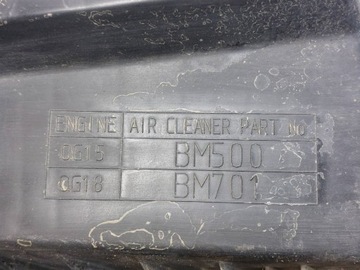 ENGINE AIR CLEANER PART NO
QG15 BM500
QG18 BM701